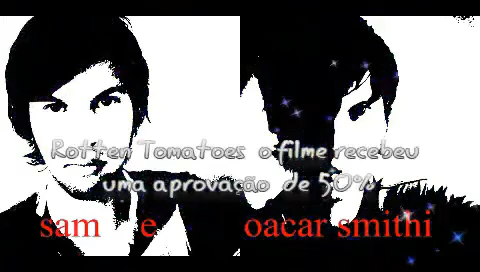 Rotten Tomatoes o filme recebeu
uma aprovação de 50%
sam e oacar smithi